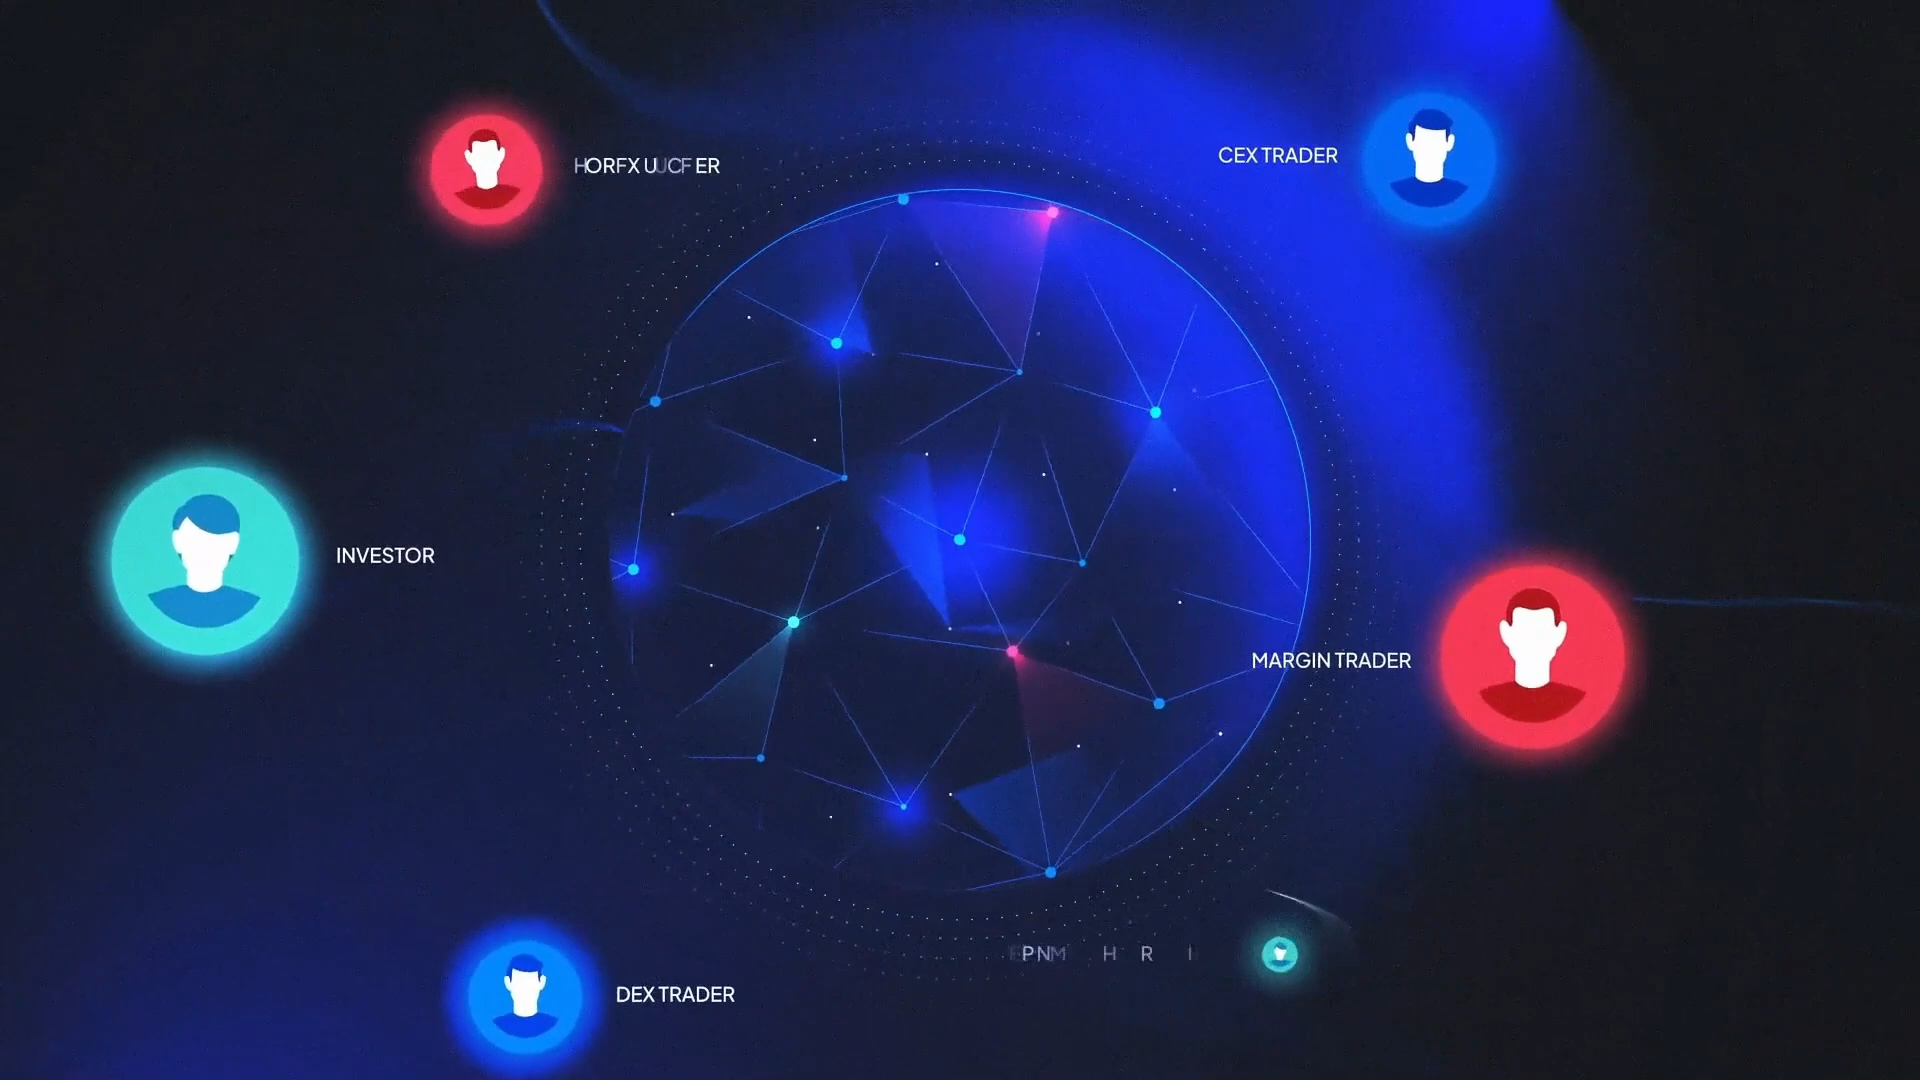 CEX TRADER
INVESTOR
MARGIN TRADER
DEX TRADER